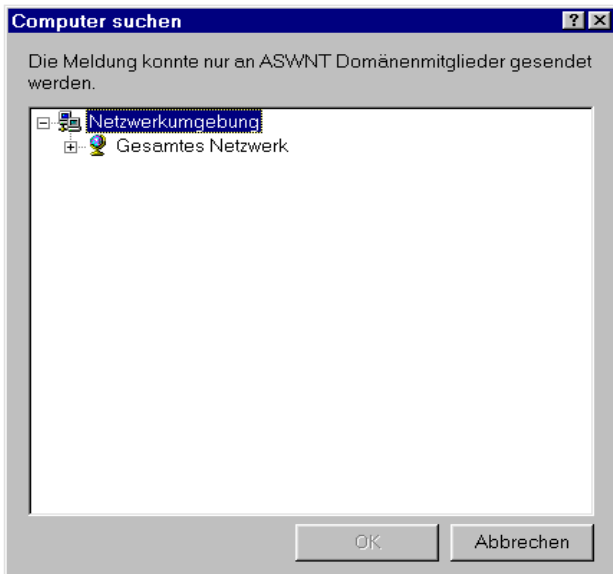 Computer suchen
Die Meldung konnte nur an ASWNT Domänenmitglieder gesendet
werden.
Netzwerkumgebung
Gesamtes Netzwerk
OK
Abbrechen